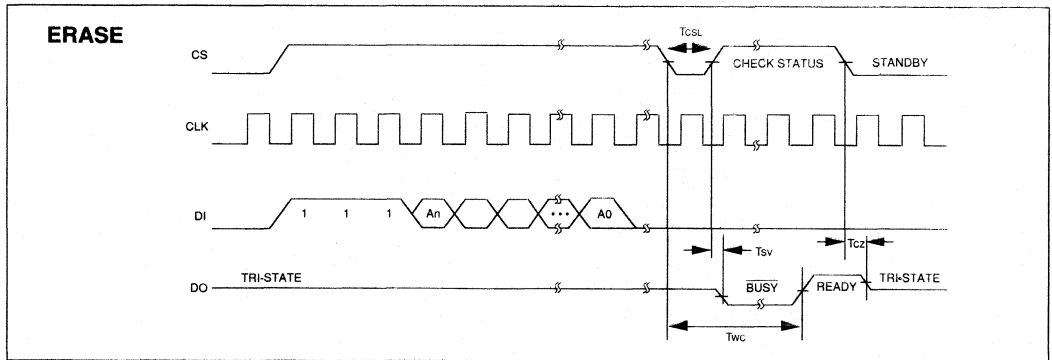 ERASE
TCSL
CS
CHECK STATUS STANDBY
CLK
DI 1 1 1 An ••• A0
TSV TCZ
TRI-STATE TRI-STATE
DO BUSY READY
TWC